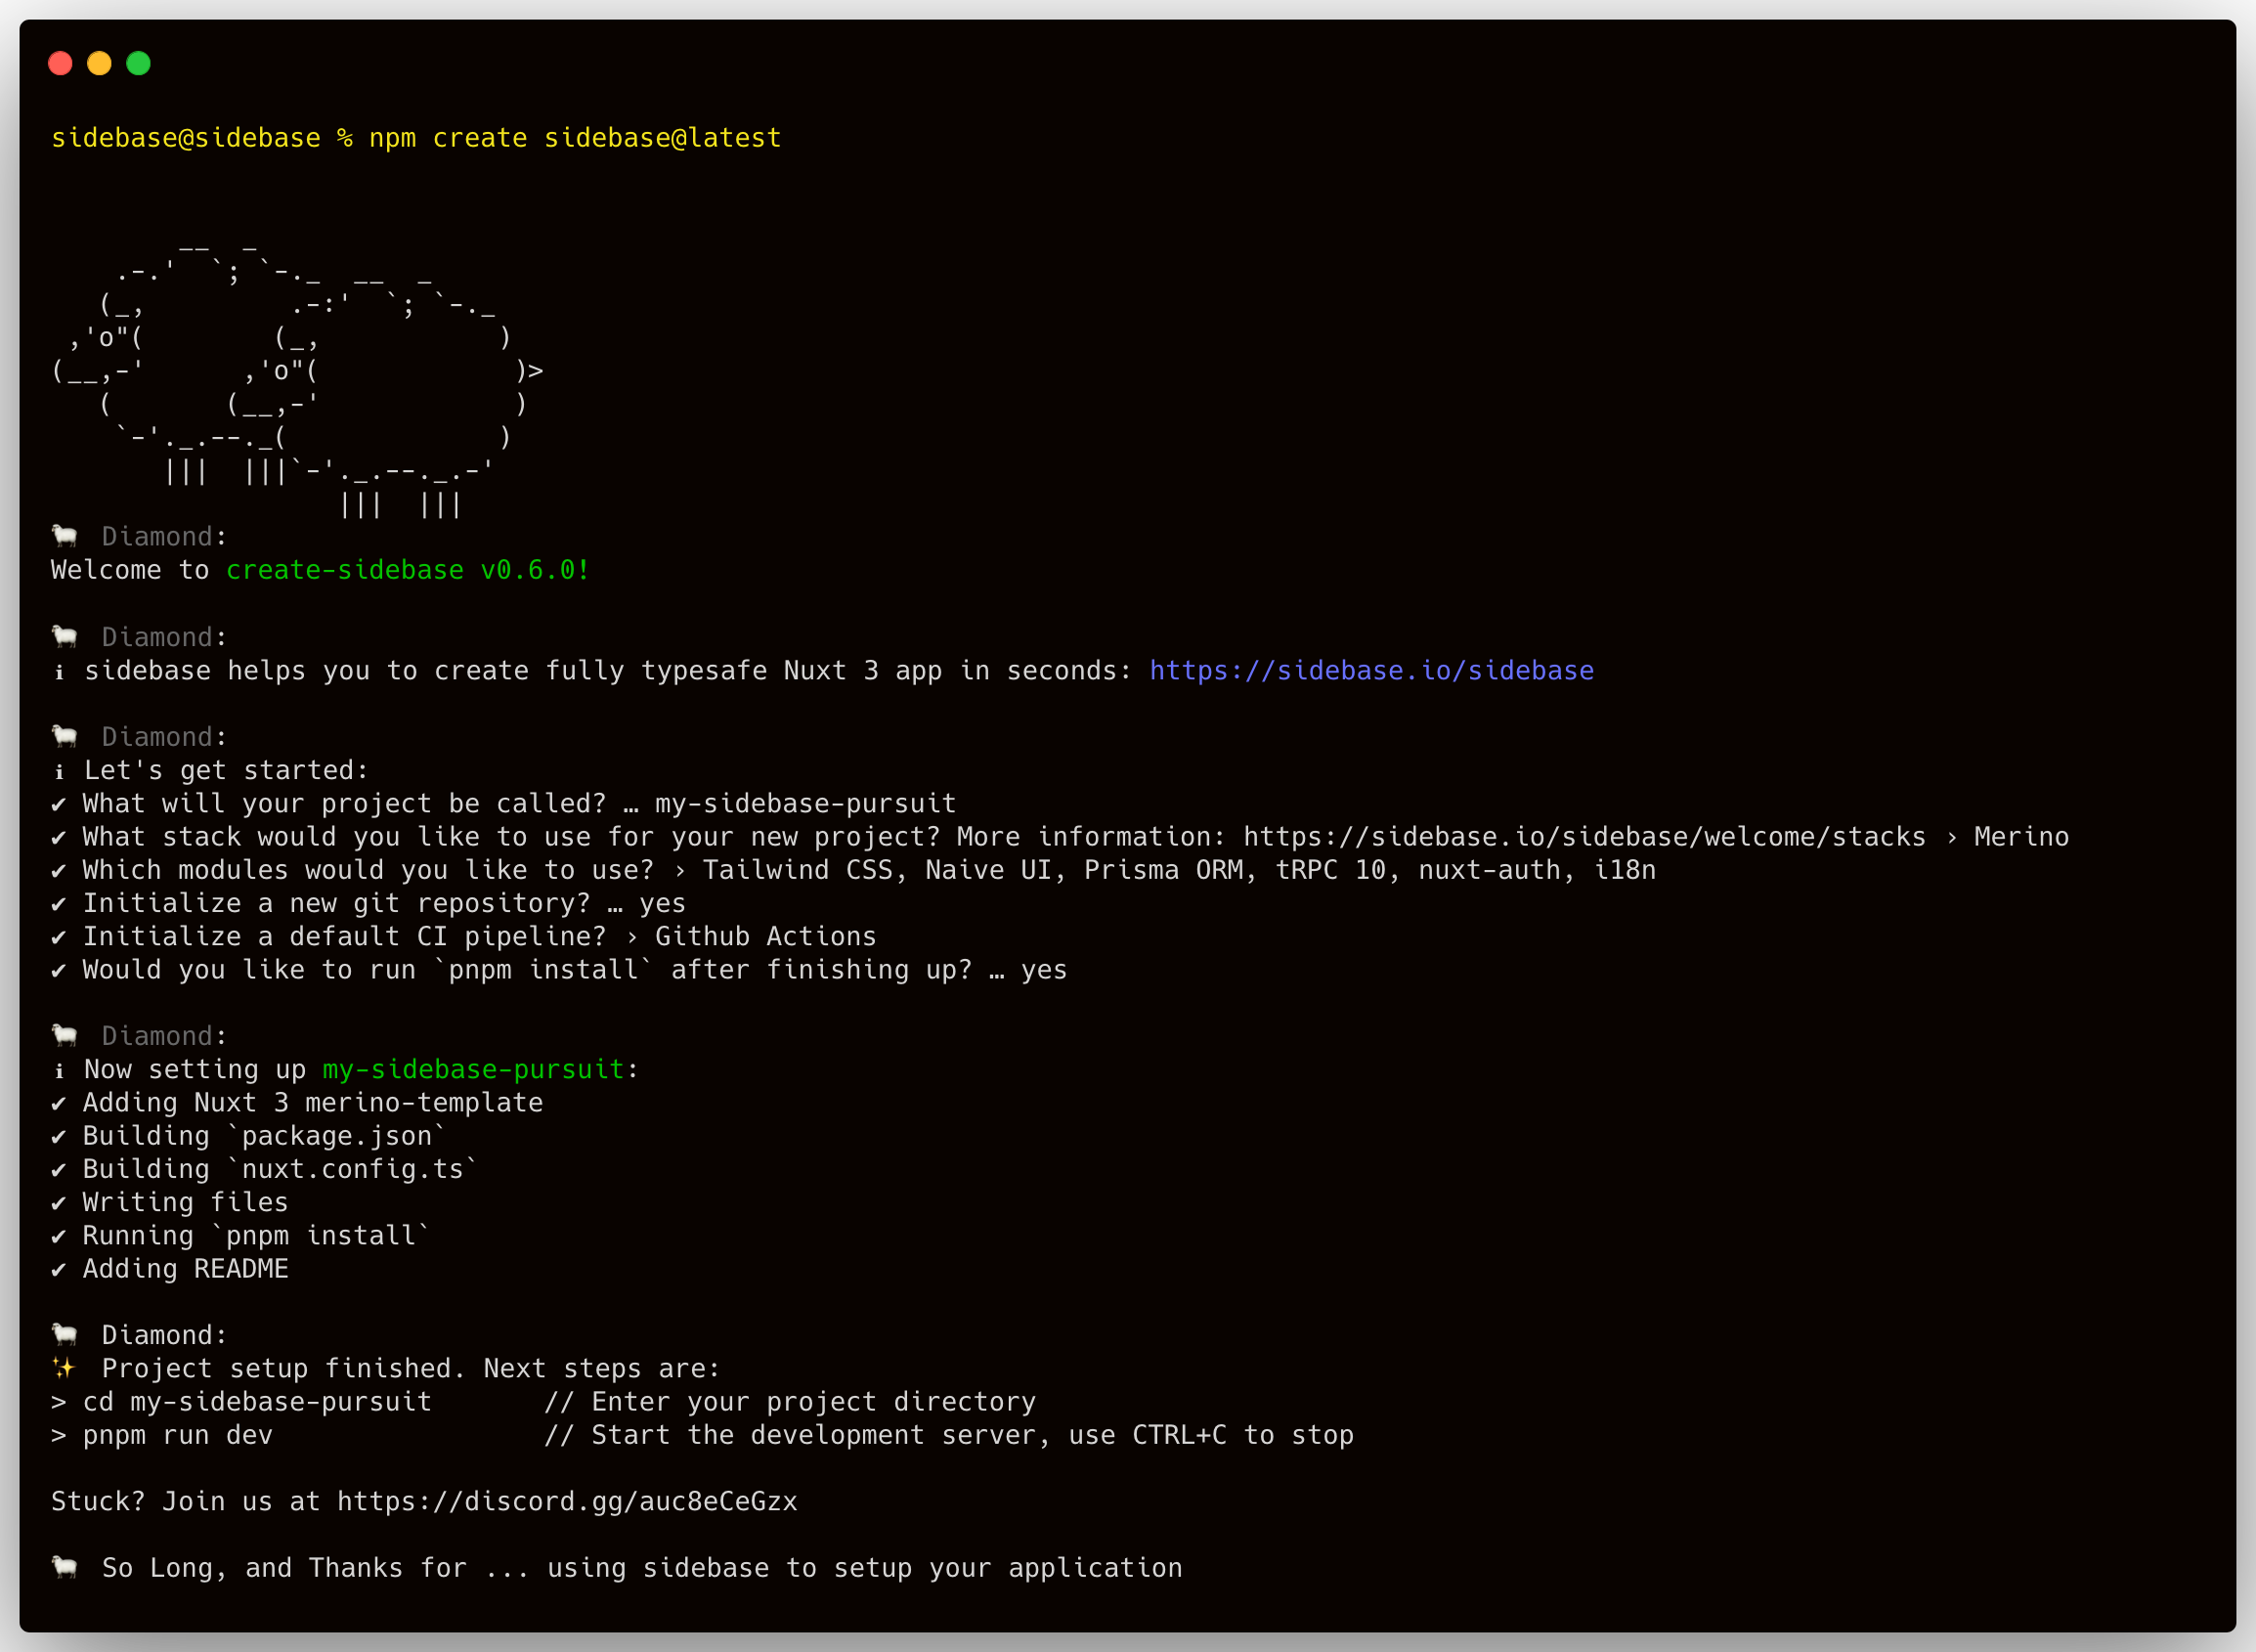 sidebase@sidebase % npm create sidebase@latest
          __  _
    .-.'  `; `-._  __  _
   (_,         .-:'  `; `-._
 ,'o"(        (_,           )
(__,-'      ,'o"(            )>
   (       (__,-'            )
    `-'._.--._(             )
       |||  |||`-'._.--._.-'
                  |||  |||
🐏 Diamond:
Welcome to create-sidebase v0.6.0!
🐏 Diamond:
ℹ sidebase helps you to create fully typesafe Nuxt 3 app in seconds: https://sidebase.io/sidebase
🐏 Diamond:
ℹ Let's get started:
✔ What will your project be called? … my-sidebase-pursuit
✔ What stack would you like to use for your new project? More information: https://sidebase.io/sidebase/welcome/stacks › Merino
✔ Which modules would you like to use? › Tailwind CSS, Naive UI, Prisma ORM, tRPC 10, nuxt-auth, i18n
✔ Initialize a new git repository? … yes
✔ Initialize a default CI pipeline? › Github Actions
✔ Would you like to run `pnpm install` after finishing up? … yes
🐏 Diamond:
ℹ Now setting up my-sidebase-pursuit:
✔ Adding Nuxt 3 merino-template
✔ Building `package.json`
✔ Building `nuxt.config.ts`
✔ Writing files
✔ Running `pnpm install`
✔ Adding README
🐏 Diamond:
✨ Project setup finished. Next steps are:
> cd my-sidebase-pursuit       // Enter your project directory
> pnpm run dev                 // Start the development server, use CTRL+C to stop
Stuck? Join us at https://discord.gg/auc8eCeGzx
🐏 So Long, and Thanks for ... using sidebase to setup your application